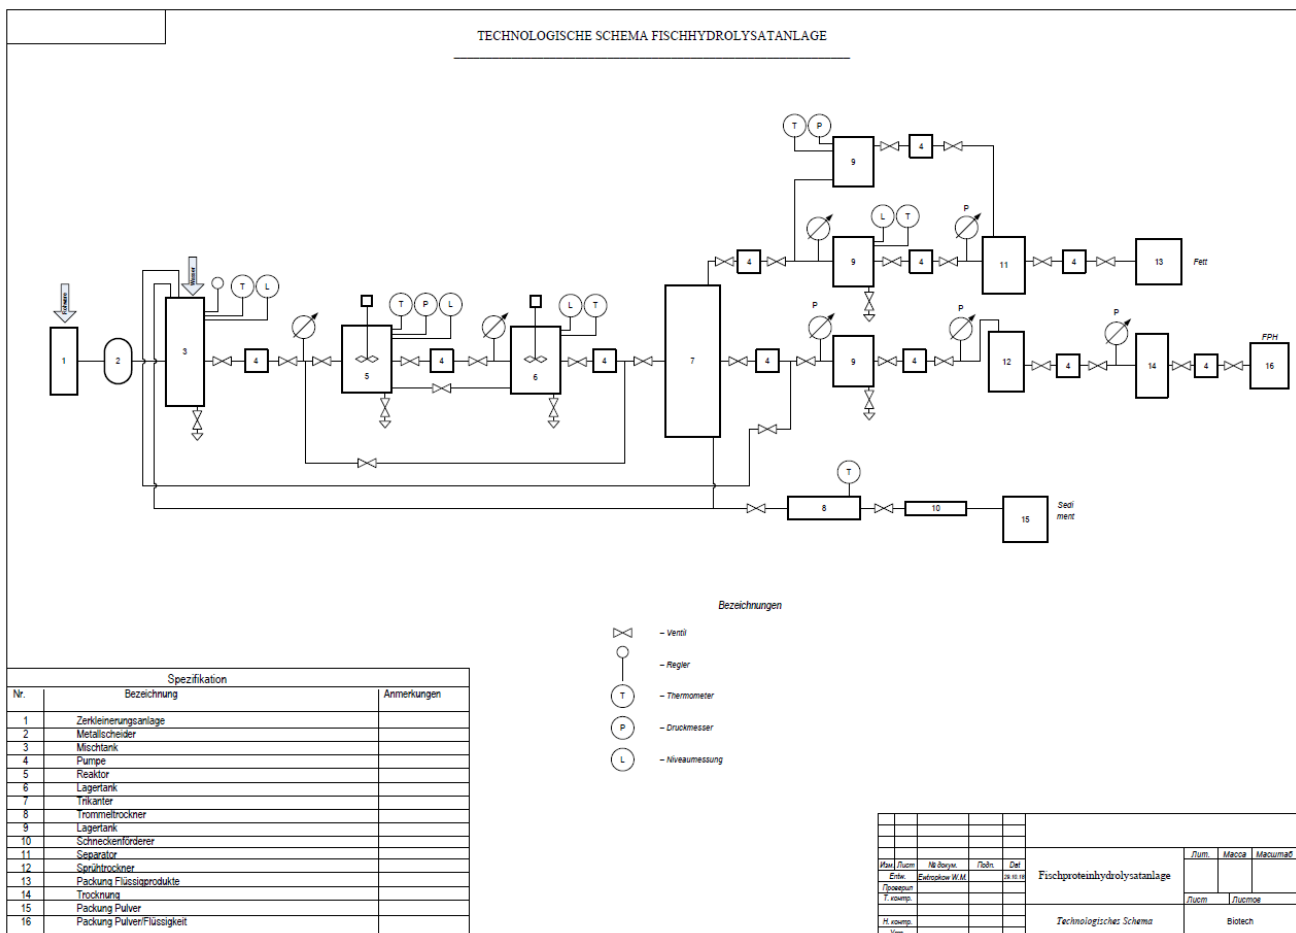 TECHNOLOGISCHE SCHEMA FISCHHYDROLYSATANLAGE
T P
9 4
P
L T
4 9 4 11 4 13 Fett
Wasser
T L
T P L
L T
P P P
FPH
1 2 3 4 5 4 6 4 7 4 9 4 12 4 14 4 16
T
8 10 15
Sedi
ment
Bezeichnungen
– Ventil
– Regler
T – Thermometer
P – Druckmesser
L – Niveaumessung
Spezifikation
Nr. Bezeichnung Anmerkungen
1 Zerkleinerungsanlage
2 Metallscheider
3 Mischtank
4 Pumpe
5 Reaktor
6 Lagertank
7 Trikanter
8 Trommeltrockner
9 Lagertank
10 Schneckenförderer
11 Separator
12 Sprühtrockner
13 Packung Flüssigprodukte
14 Trocknung
15 Packung Pulver
16 Packung Pulver/Flüssigkeit
Изм. Лист № докум. Подп. Dat
Entw. Ewtropkow W.M.
Проверил
Т. контр.
Н. контр.
Fischproteinhydrolysatanlage
Technologisches Schema
Лит. Масса Масштаб
Лист Листов
Biotech